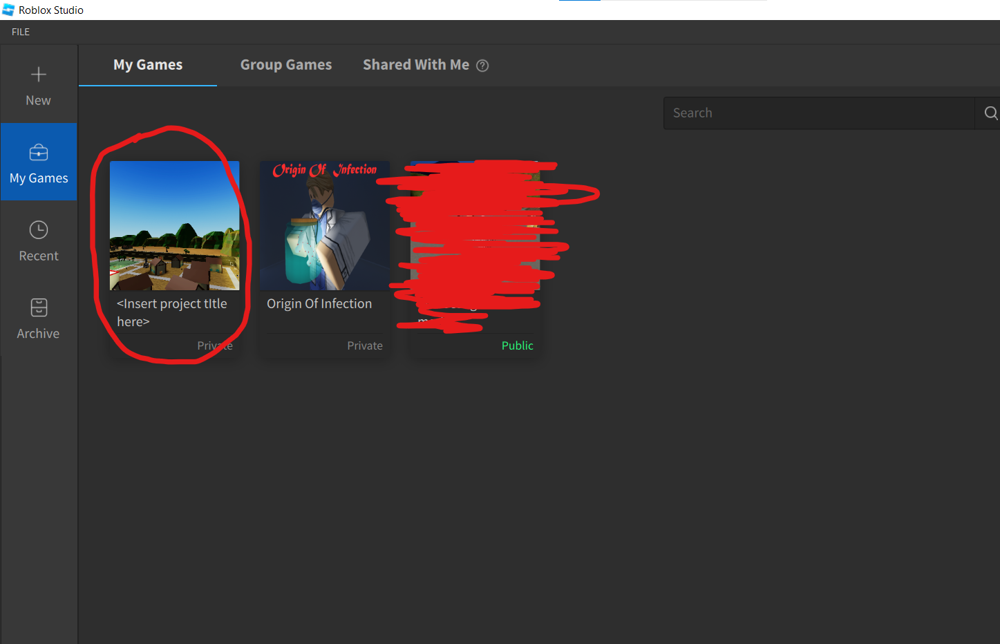 Roblox Studio
FILE
New
My Games
Recent
Archive
My Games Group Games Shared With Me ?
Search
Origin Of Infection
<Insert project tItle
here>
Private
Origin Of Infection
Private
Public